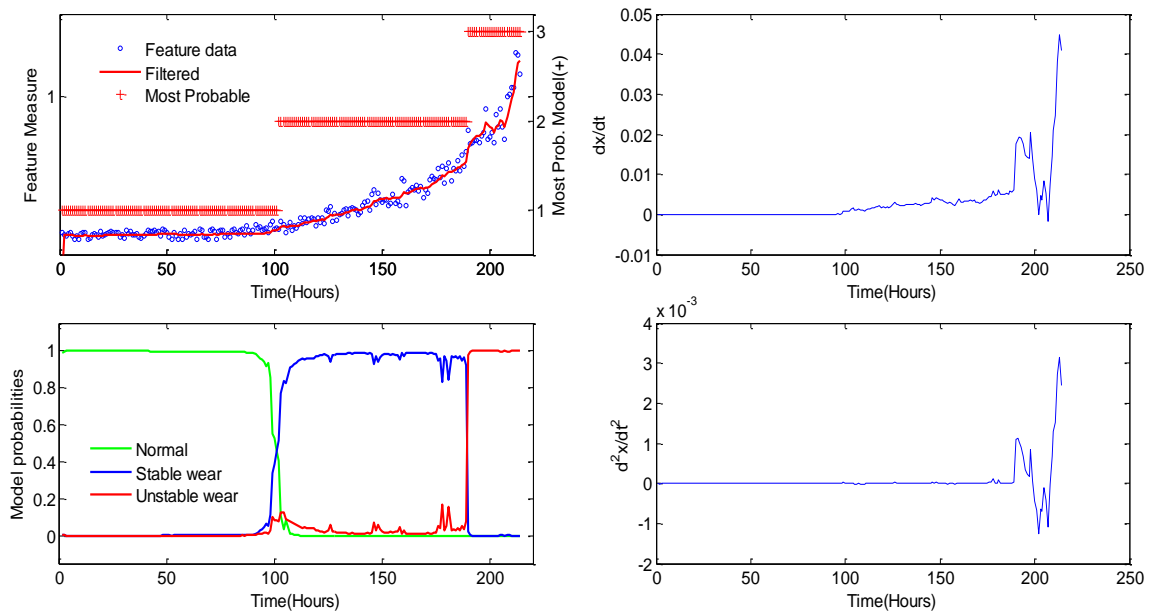 Feature data
Filtered
Most Probable
1
3
2
1
0 50 100 150 200
Time(Hours)
Feature Measure
Most Prob. Model(+)
0.05
0.04
0.03
0.02
0.01
0
-0.01
0 50 100 150 200 250
Time(Hours)
dx/dt
1
0.8
0.6
0.4
0.2
0
Normal
Stable wear
Unstable wear
0 50 100 150 200
Time(Hours)
Model probabilities
x 10⁻³
4
3
2
1
0
-1
-2
0 50 100 150 200 250
Time(Hours)
d²x/dt²